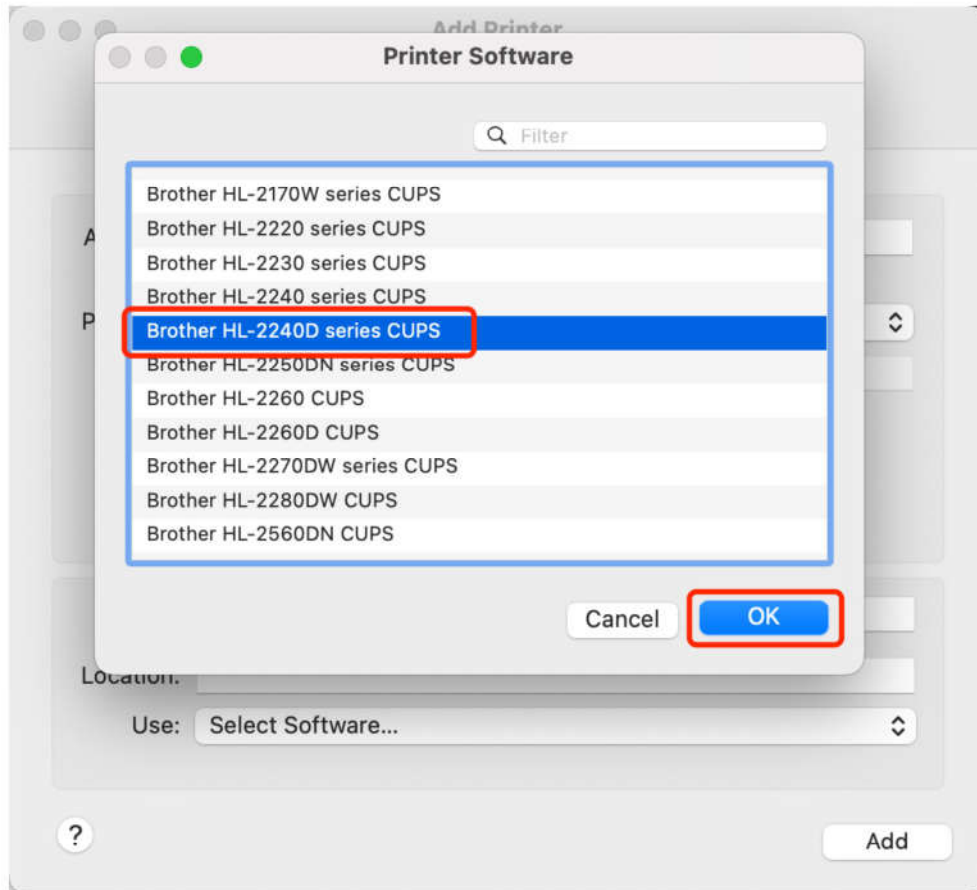 Add Printer
Printer Software
Filter
Brother HL-2170W series CUPS
Brother HL-2220 series CUPS
Brother HL-2230 series CUPS
Brother HL-2240 series CUPS
Brother HL-2240D series CUPS
Brother HL-2250DN series CUPS
Brother HL-2260 CUPS
Brother HL-2260D CUPS
Brother HL-2270DW series CUPS
Brother HL-2280DW CUPS
Brother HL-2560DN CUPS
A
P
Cancel OK
Location:
Use: Select Software...
? Add